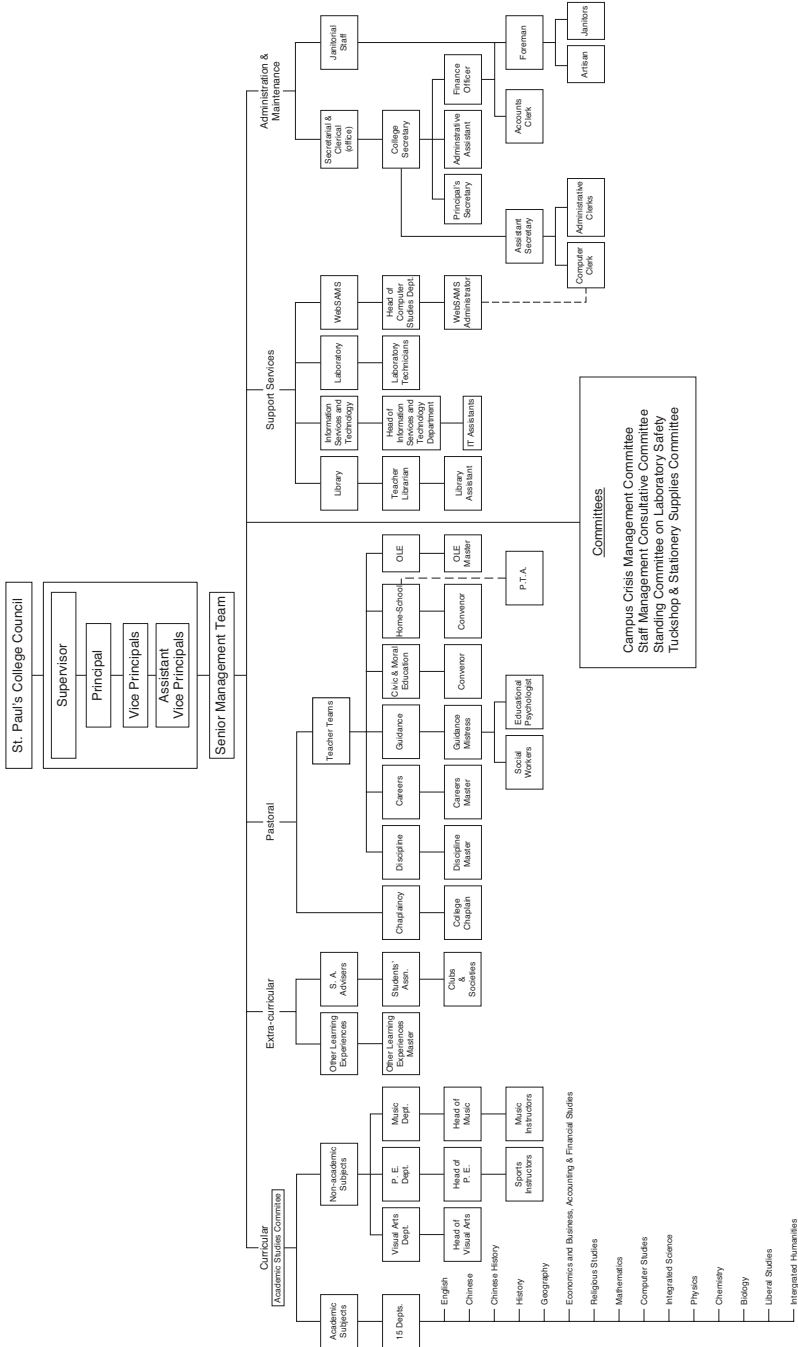 St. Paul's College Council
Supervisor
Principal
Vice Principals
Assistant
Vice Principals
Senior Management Team
Curricular
Academic Studies Commitee
Academic
Subjects
15 Depts.
English
Chinese
Chinese History
History
Geography
Economics and Business, Accounting & Financial Studies
Religious Studies
Mathematics
Computer Studies
Integrated Science
Physics
Chemistry
Biology
Liberal Studies
Intergrated Humanities
Non-academic
Subjects
Visual Arts
Dept.
Head of
Visual Arts
P. E.
Dept.
Head of
P. E.
Sports
Instructors
Music
Dept.
Head of
Music
Music
Instructors
Extra-curricular
Other Learning
Experiences
Other Learning
Experiences
Master
S. A.
Advisers
Students'
Assn.
Clubs
&
Societies
Pastoral
Chaplaincy
College
Chaplain
Teacher Teams
Discipline
Discipline
Master
Careers
Careers
Master
Guidance
Guidance
Mistress
Social
Workers
Educational
Psychologist
Civic & Moral
Education
Convenor
Home-School
Convenor
P.T.A.
OLE
OLE
Master
Committees
Campus Crisis Management Committee
Staff Management Consultative Committee
Standing Committee on Laboratory Safety
Tuckshop & Stationery Supplies Committee
Support Services
Library
Teacher
Librarian
Library
Assistant
Information
Services and
Technology
Head of
Information
Services and
Technology
Department
IT Assistants
Laboratory
Laboratory
Technicians
WebSAMS
Head of
Computer
Studies Dept.
WebSAMS
Administrator
Administration &
Maintenance
Secretarial &
Clerical
(office)
College
Secretary
Principal's
Secretary
Adminstrative
Assistant
Finance
Officer
Assistant
Secretary
Computer
Clerk
Administrative
Clerks
Accounts
Clerk
Janitorial
Staff
Foreman
Artisan
Janitors